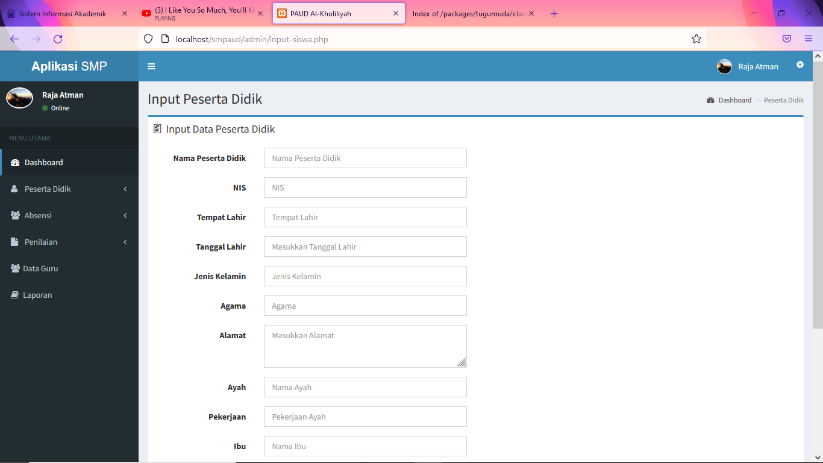 Sistem Informasi Akademik
(3) I Like You So Much, You'll Kn
PLAYING
PAUD Al-Kholiliyah
Index of /packages/tugumuda/clai
localhost/smpaud/admin/input-siswa.php
Aplikasi SMP
Raja Atman
Raja Atman
Online
Input Peserta Didik
Dashboard > Peserta Didik
MENU UTAMA
Dashboard
Peserta Didik
Absensi
Penilaian
Data Guru
Laporan
Input Data Peserta Didik
Nama Peserta Didik Nama Peserta Didik
NIS NIS
Tempat Lahir Tempat Lahir
Tanggal Lahir Masukkan Tanggal Lahir
Jenis Kelamin Jenis Kelamin
Agama Agama
Alamat Masukkan Alamat
Ayah Nama Ayah
Pekerjaan Pekerjaan Ayah
Ibu Nama Ibu